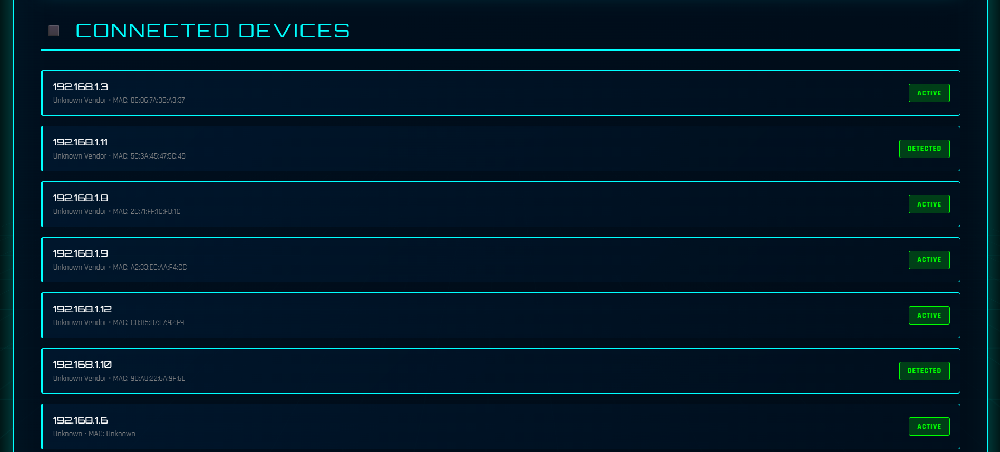 CONNECTED DEVICES
192.168.1.3
Unknown Vendor • MAC: 06:06:7A:3B:A3:37
ACTIVE
192.168.1.11
Unknown Vendor • MAC: 5C:3A:45:47:5C:49
DETECTED
192.168.1.8
Unknown Vendor • MAC: 2C:71:FF:1C:FD:1C
ACTIVE
192.168.1.9
Unknown Vendor • MAC: A2:33:EC:AA:F4:CC
ACTIVE
192.168.1.12
Unknown Vendor • MAC: C0:B5:D7:E7:92:F9
ACTIVE
192.168.1.10
Unknown Vendor • MAC: 90:A8:22:6A:9F:6E
DETECTED
192.168.1.6
Unknown • MAC: Unknown
ACTIVE